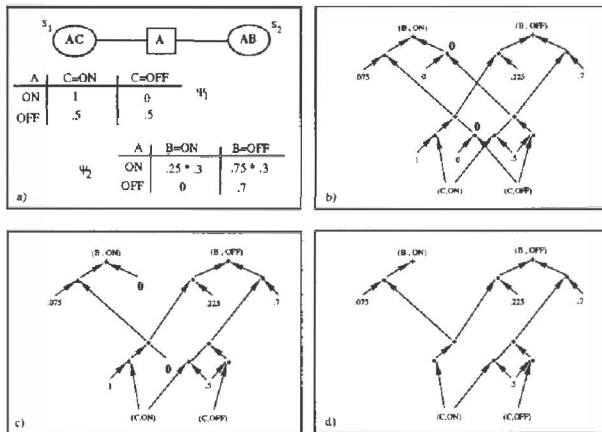 S1 S2
AC A AB
A C=ON C=OFF
ON 1 0 Ψ1
OFF .5 .5
A B=ON B=OFF
Ψ2 ON .25 * .3 .75 * .3
OFF 0 .7
a)
(B, ON) (B, OFF)
0
.075 0 .225 .7
0
1 0 .5
(C,ON) (C,OFF)
b)
(B, ON) (B, OFF)
.075 0 .225 .7
1 0 .5
(C,ON) (C,OFF)
c)
(B, ON) (B, OFF)
.075 .225 .7
.5
(C,ON) (C,OFF)
d)